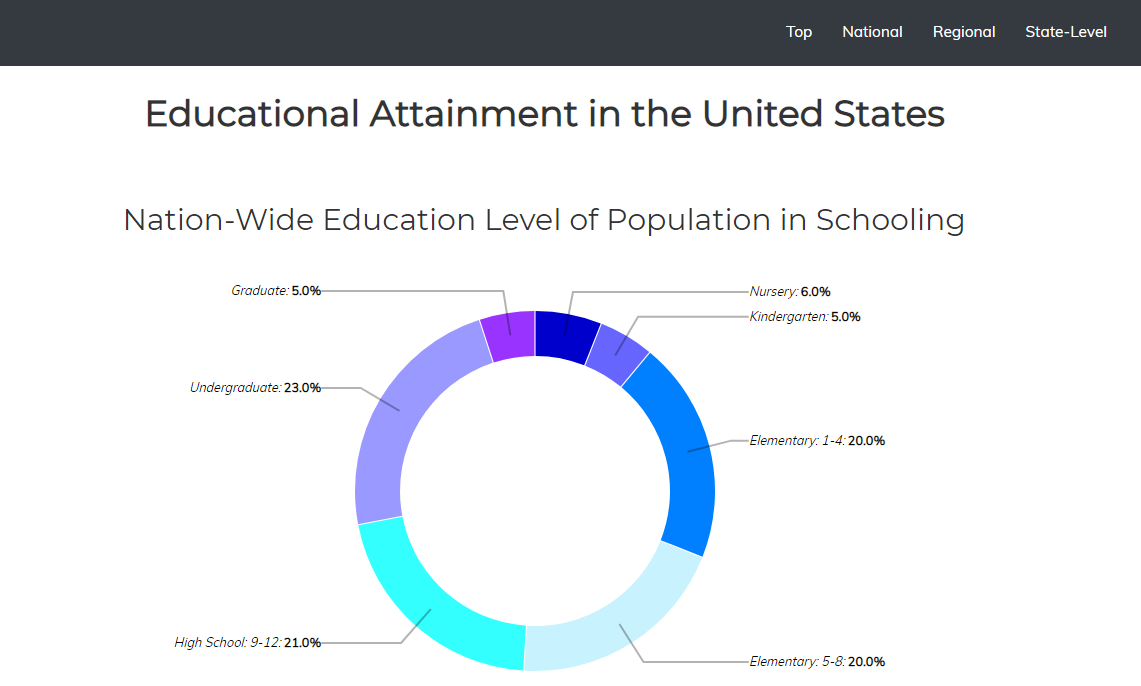 Top National Regional State-Level
Educational Attainment in the United States
Nation-Wide Education Level of Population in Schooling
Graduate: 5.0%
Nursery: 6.0%
Kindergarten: 5.0%
Undergraduate: 23.0%
Elementary: 1-4: 20.0%
High School: 9-12: 21.0%
Elementary: 5-8: 20.0%